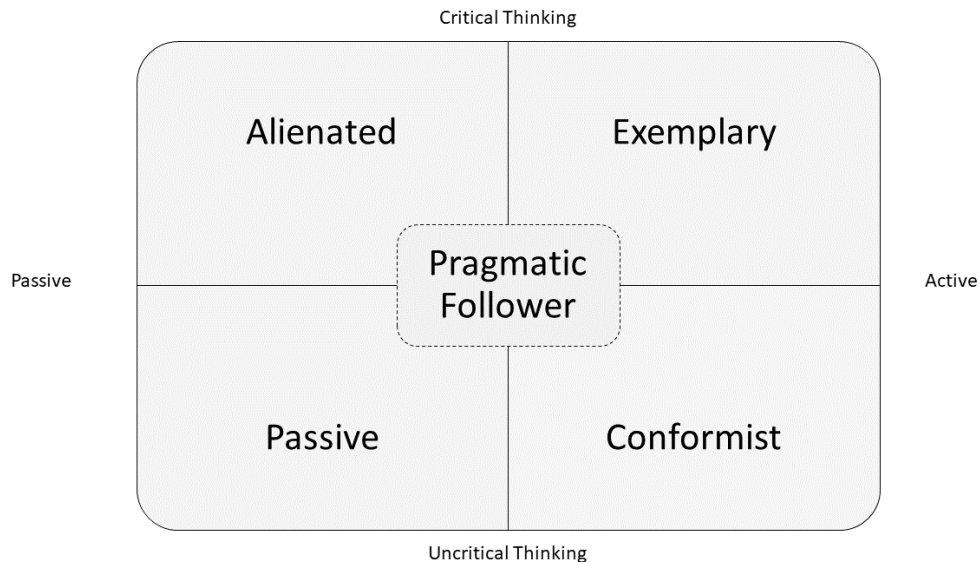 Critical Thinking
Alienated
Exemplary
Pragmatic
Follower
Passive
Active
Passive
Conformist
Uncritical Thinking